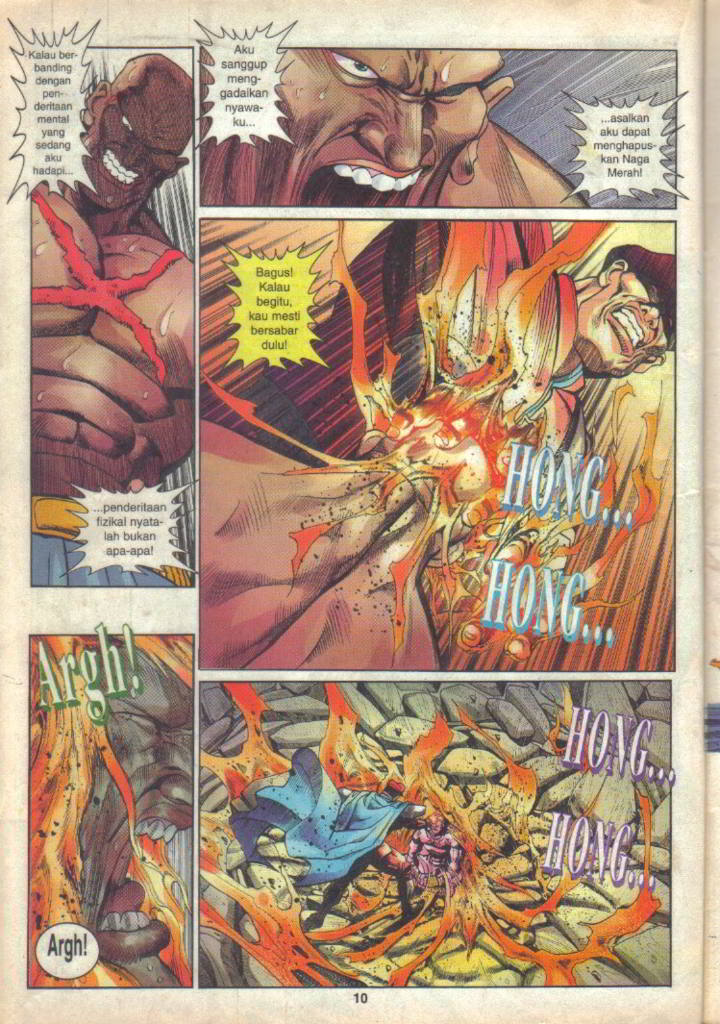 Kalau ber-
banding
dengan
pen-
deritaan
mental
yang
sedang
aku
hadapi...
...penderitaan
fizikal nyata-
lah bukan
apa-apa!
Aku
sanggup
meng-
gadaikan
nyawa-
ku...
...asalkan
aku dapat
menghapus-
kan Naga
Merah!
Bagus!
Kalau
begitu,
kau mesti
bersabar
dulu!
HONG...
HONG...
Argh!
Argh!
HONG...
HONG...
10